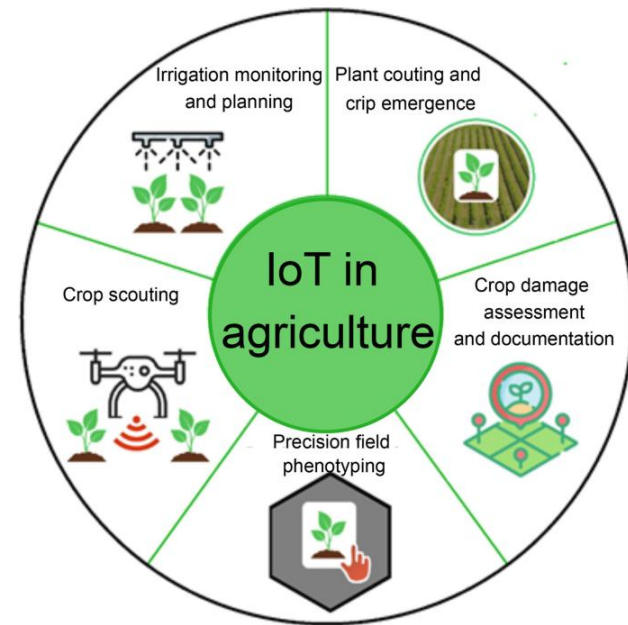 Irrigation monitoring
and planning
Plant couting and
crip emergence
Crop scouting
IoT in
agriculture
Crop damage
assessment
and documentation
Precision field
phenotyping